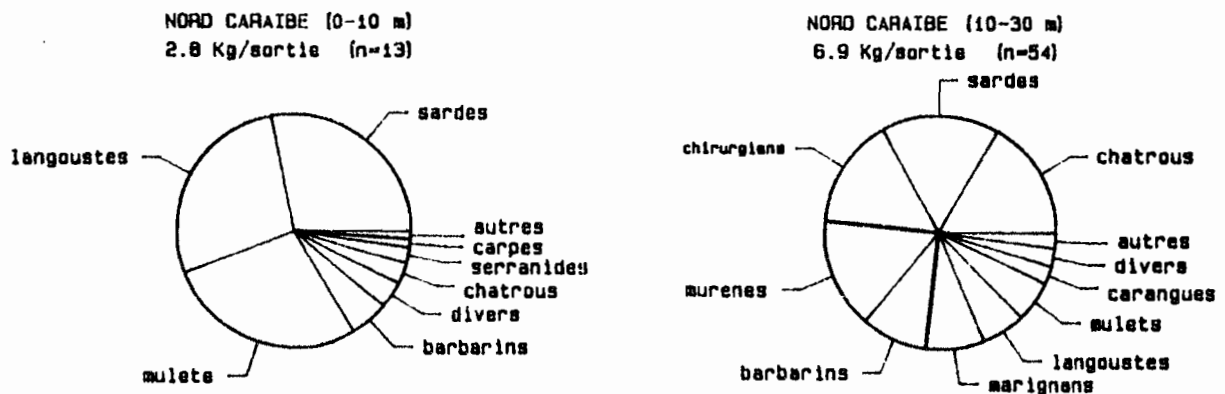 NORD CARAIBE (0-10 m)
2.8 Kg/sortie (n=13)
sardes
langoustes
autres
carpes
serranides
chatrous
divers
barbarins
mulets
NORD CARAIBE (10-30 m)
6.9 Kg/sortie (n=54)
sardes
chirurgiens
chatrous
autres
divers
carangues
murenes
mulets
langoustes
barbarins
marignans